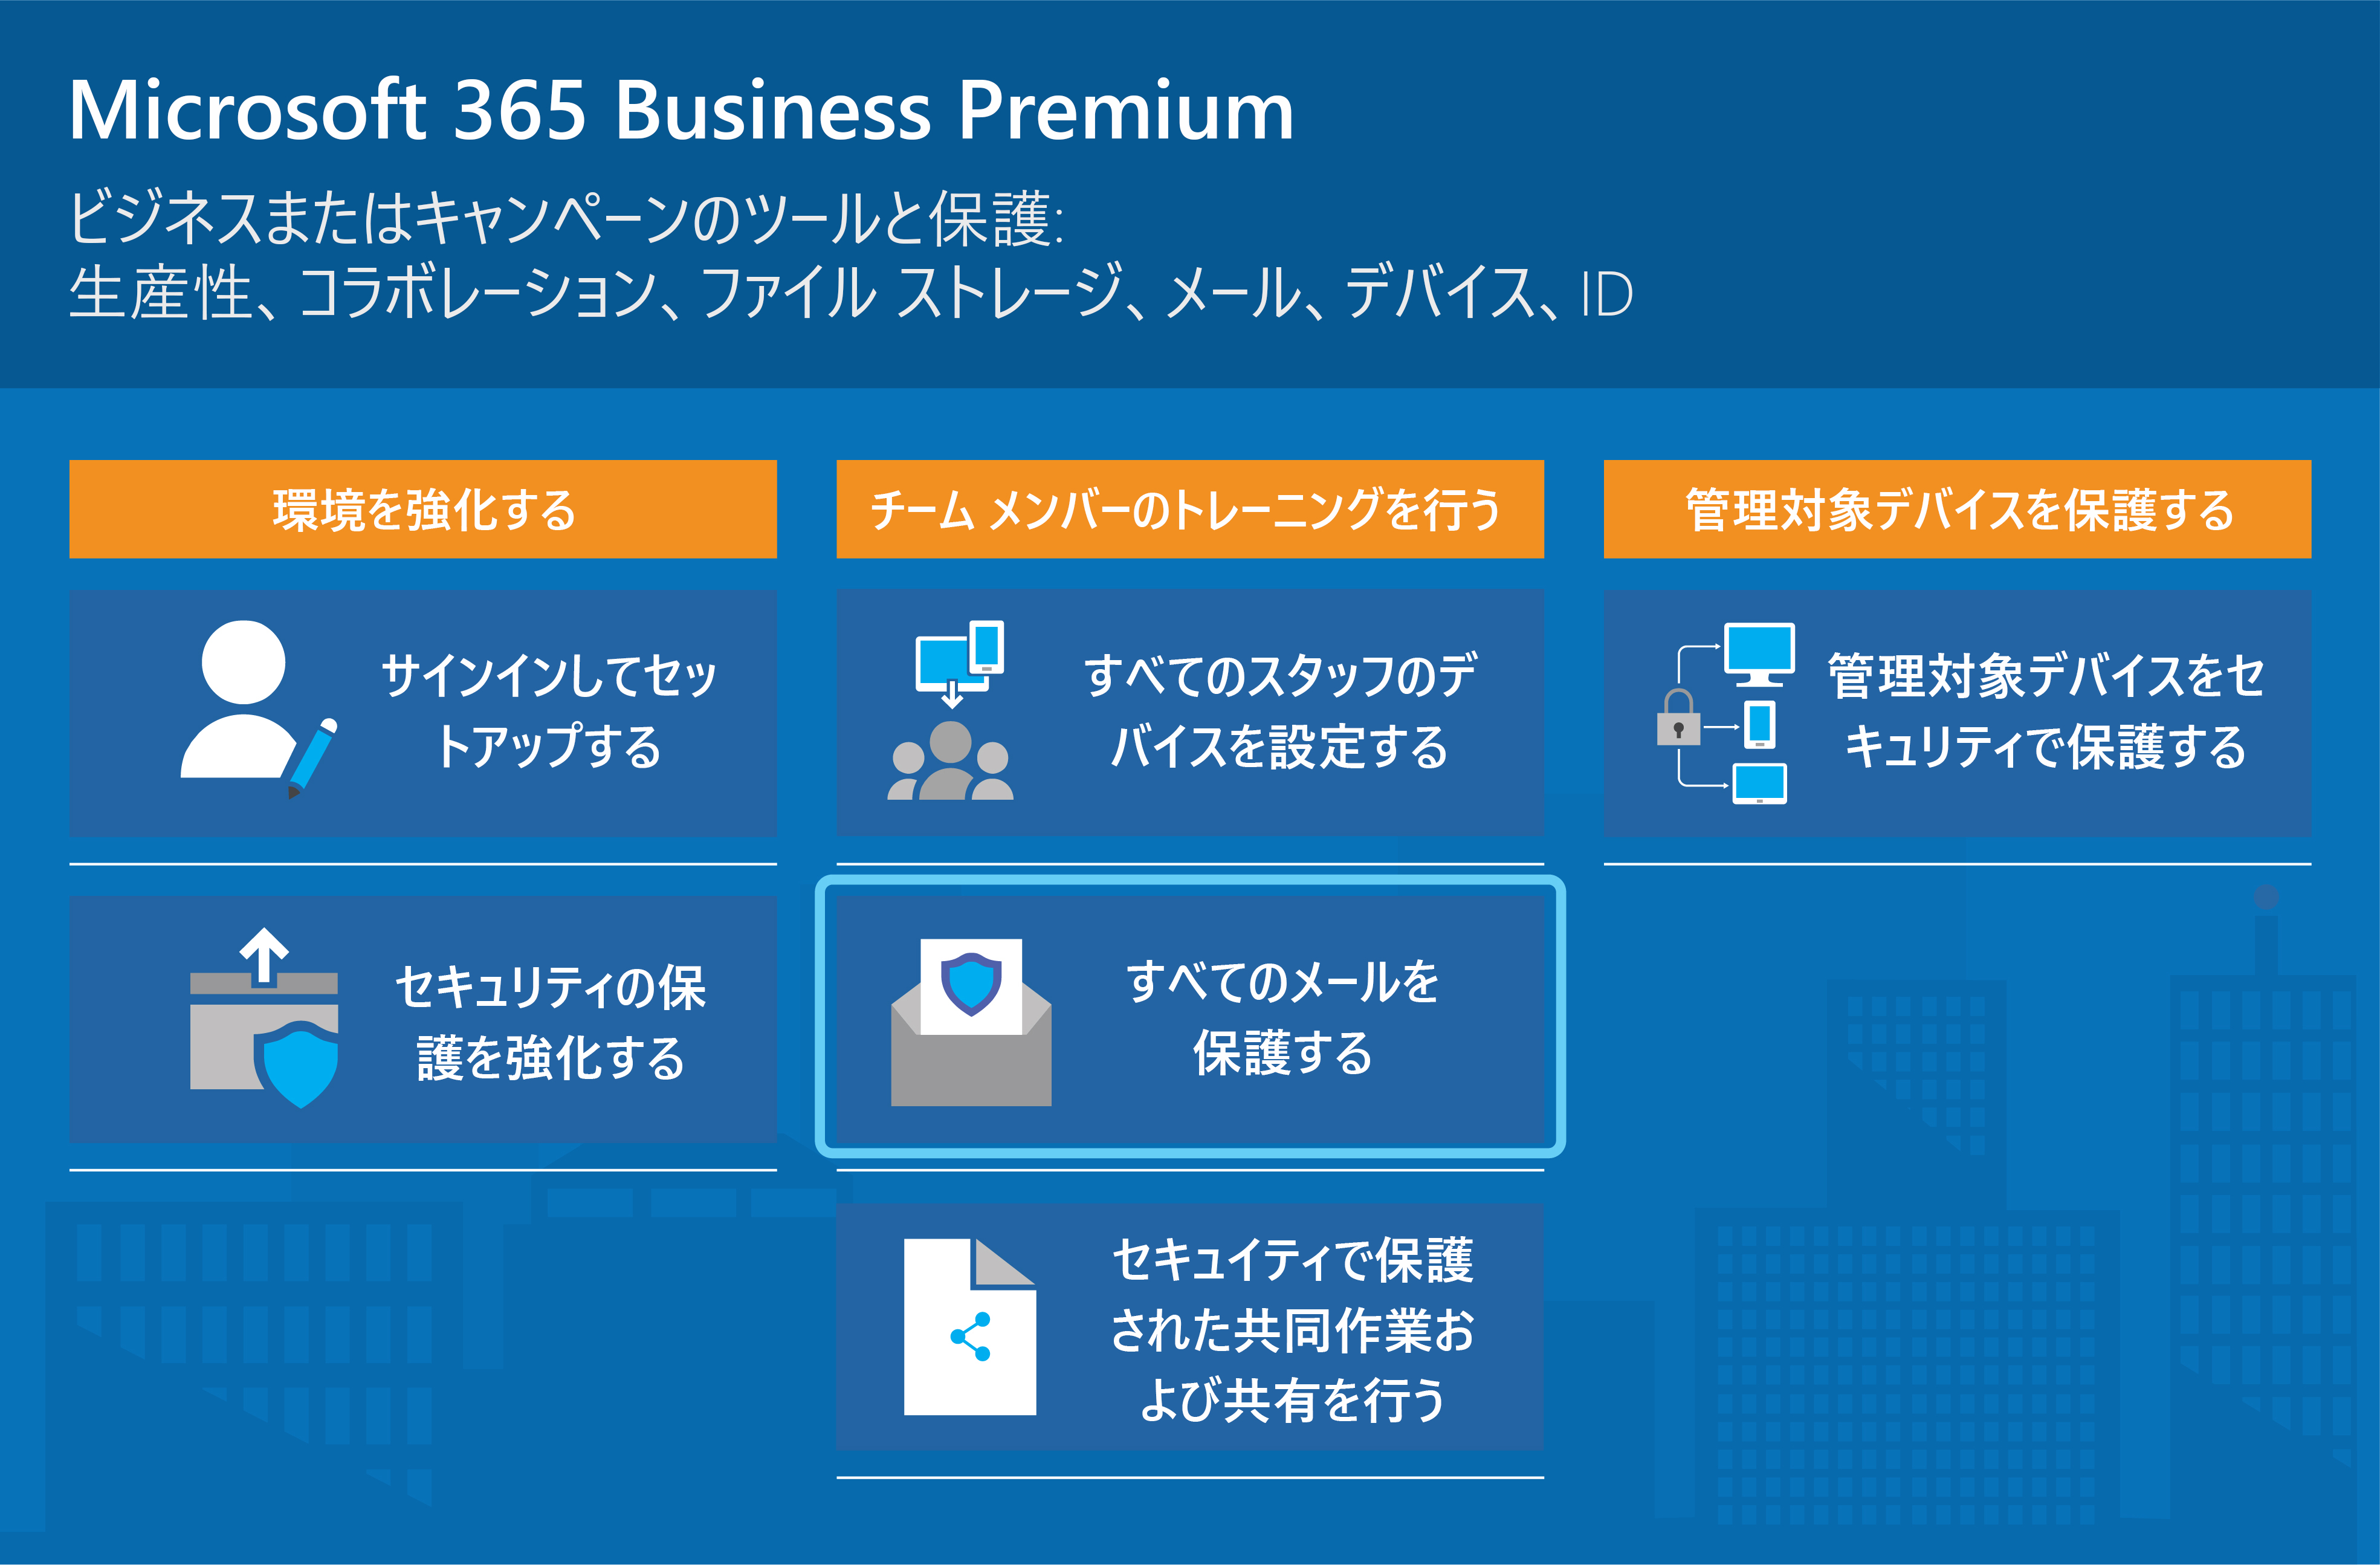 Microsoft 365 Business Premium
ビジネスまたはキャンペーンのツールと保護:
生産性、コラボレーション、ファイル ストレージ、メール、デバイス、ID
環境を強化する
サインインしてセッ
トアップする
セキュリティの保
護を強化する
チーム メンバーのトレーニングを行う
すべてのスタッフのデ
バイスを設定する
すべてのメールを
保護する
セキュイティで保護
された共同作業お
よび共有を行う
管理対象デバイスを保護する
管理対象デバイスをセ
キュリティで保護する